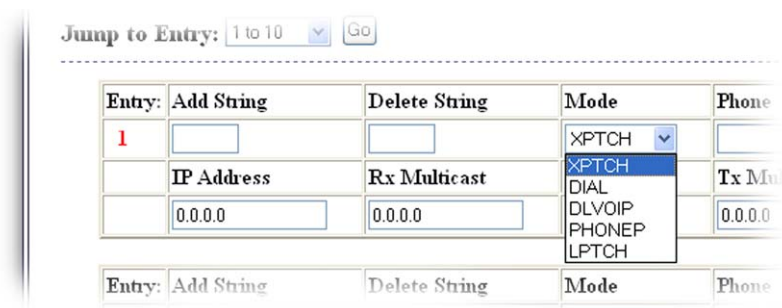 Jump to Entry: 1 to 10 Go
Entry: Add String Delete String Mode Phone
1 XPTCH
XPTCH
IP Address Rx Multicast DIAL Tx
DLVOIP
0.0.0.0 0.0.0.0 PHONEP 0.0.0.0
LPTCH
Entry: Add String Delete String Mode Phone